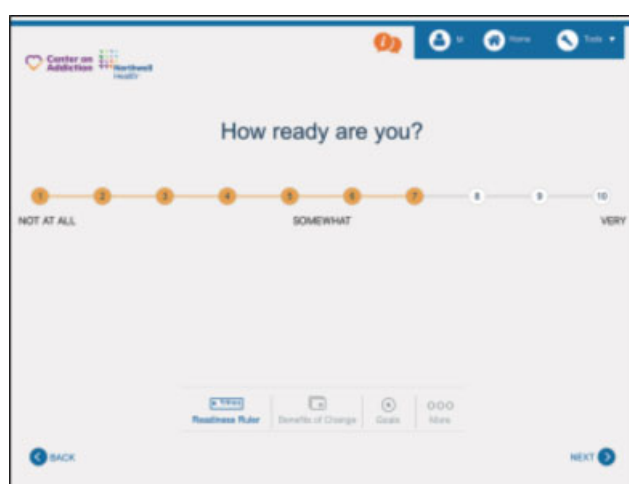 Center on
Addiction
Northwell
Health
Home
Tools
How ready are you?
1 2 3 4 5 6 7 8 9 10
NOT AT ALL SOMEWHAT VERY
Readiness Ruler Benefits of Change Goals More
BACK NEXT